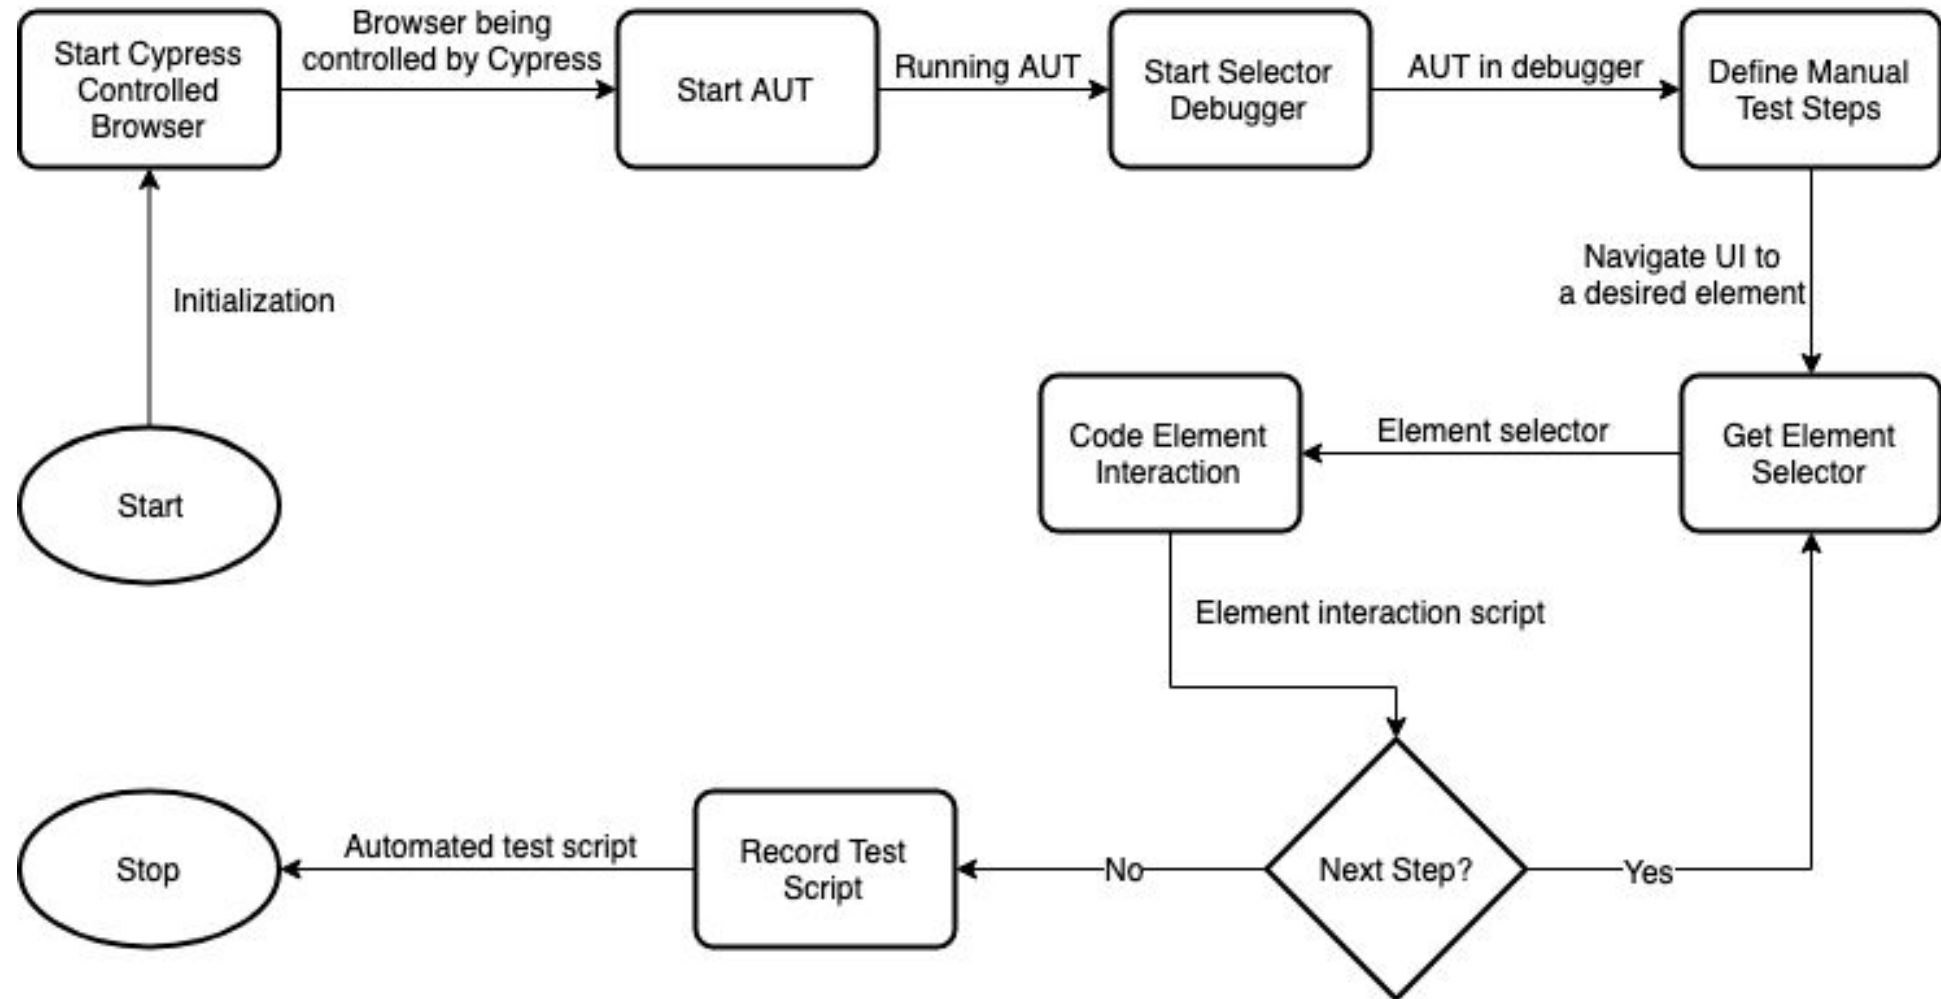 Start Cypress
Controlled
Browser
Browser being
controlled by Cypress
Start AUT
Running AUT
Start Selector
Debugger
AUT in debugger
Define Manual
Test Steps
Initialization
Navigate UI to
a desired element
Start
Code Element
Interaction
Element selector
Get Element
Selector
Element interaction script
Stop
Automated test script
Record Test
Script
No
Next Step?
Yes